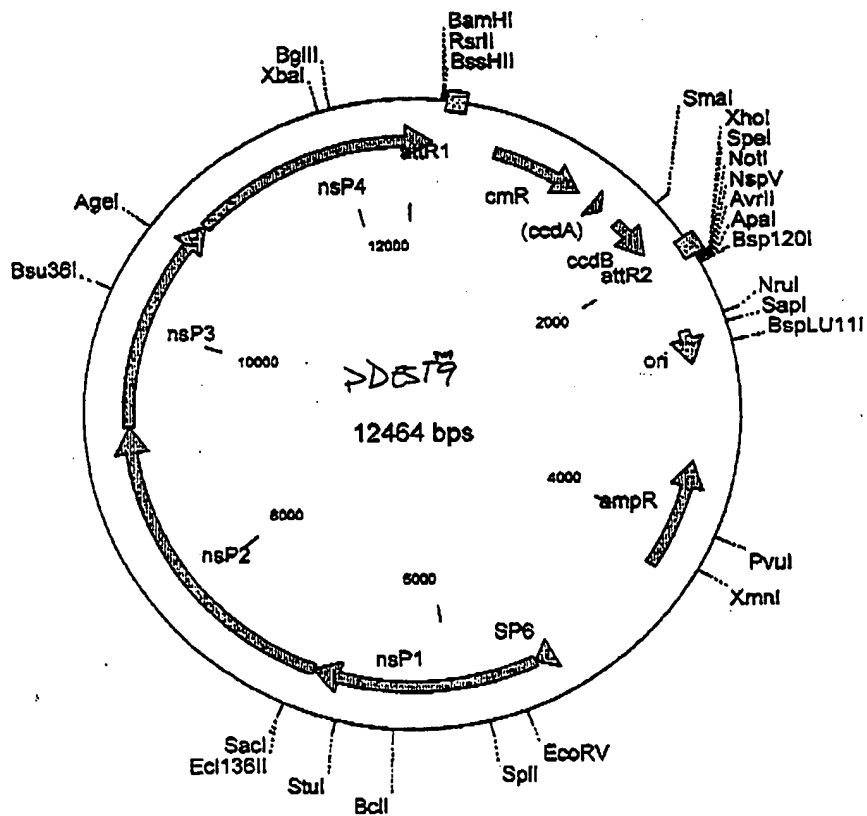 BamHI
RsrII
BssHII
BglII
XbaI
SmaI
XhoI
SpeI
NotI
NspV
AvrII
ApaI
Bsp120I
attR1
nsP4
cmR
(ccdA)
ccdB
attR2
AgeI
Bsu36I
12000
2000
NruI
SapI
BspLU11I
nsP3
10000
ori
pDEST9™
12464 bps
4000
ampR
nsP2
8000
PvuI
XmnI
6000
SP6
nsP1
SacI
Ecl136II
StuI
BclI
SplI
EcoRV